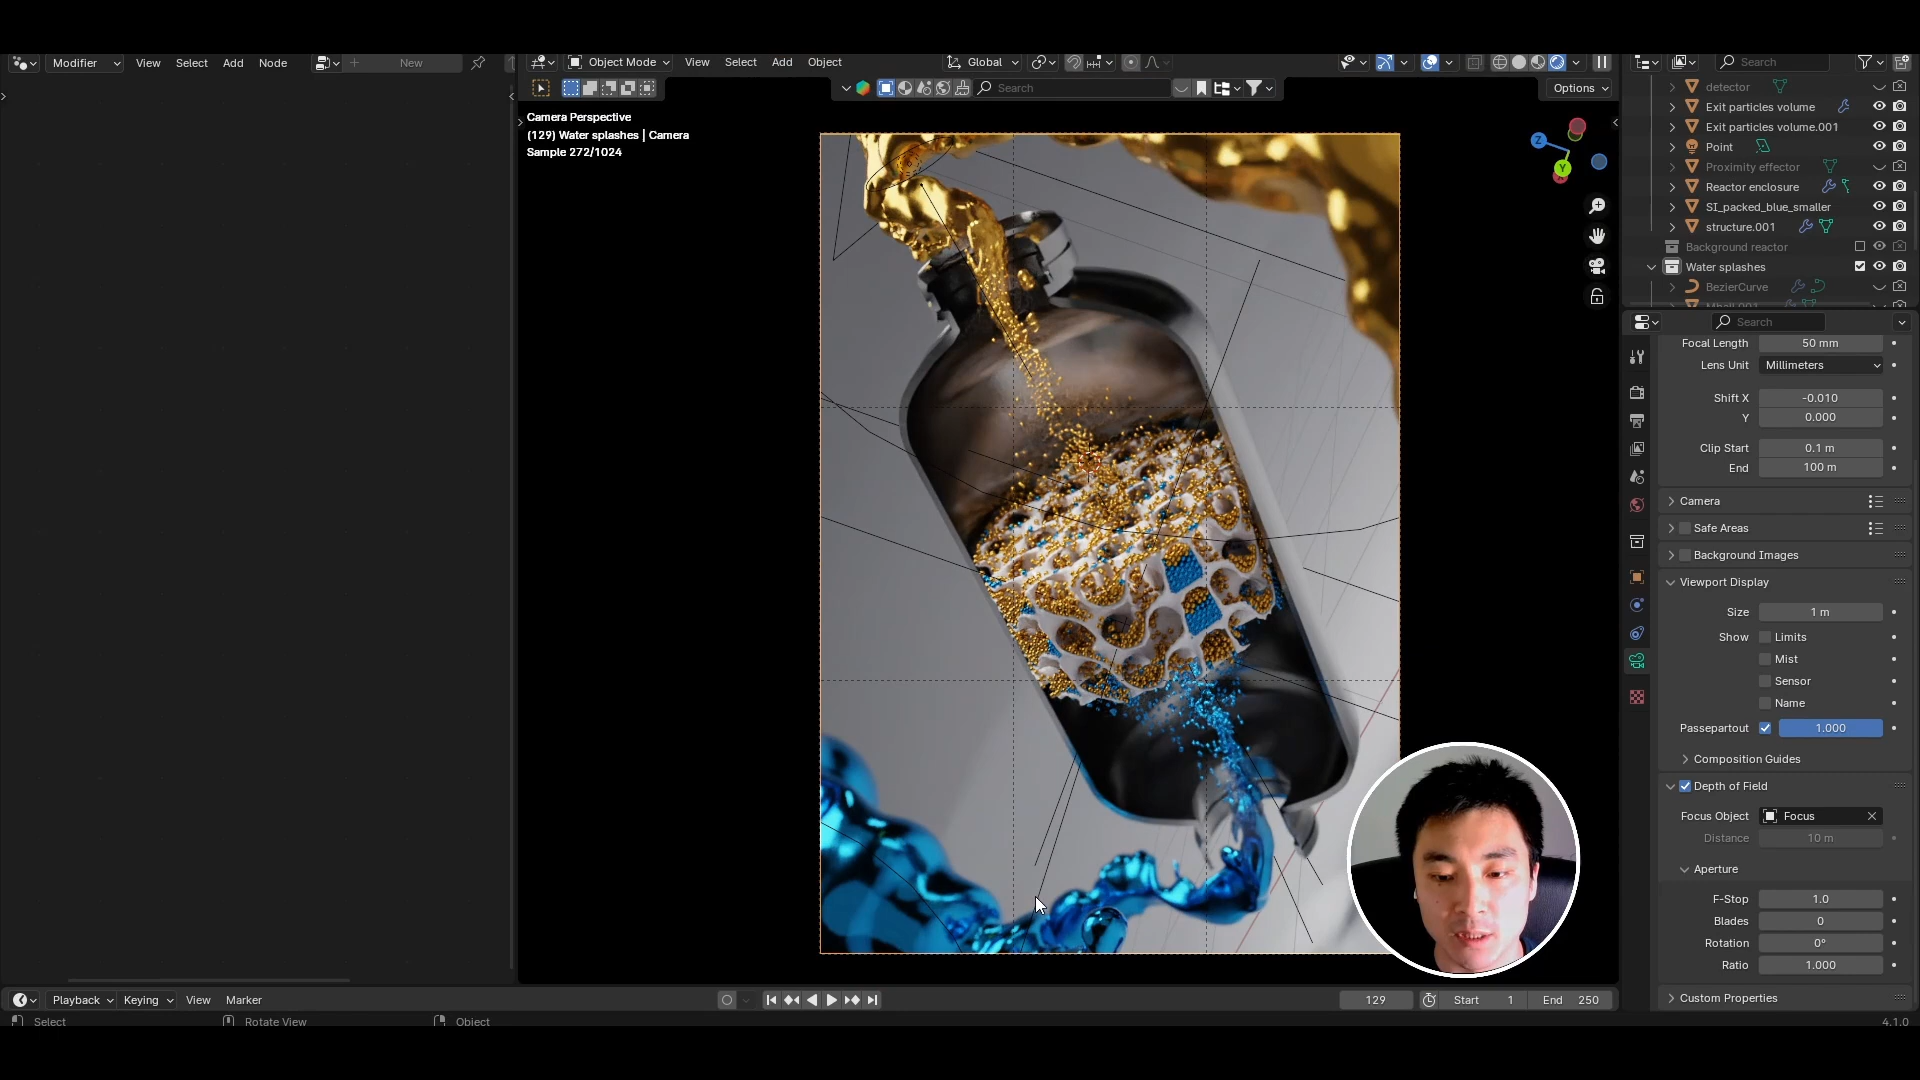 Modifier View Select Add Node New
Object Mode View Select Add Object Global
Search
Search
Options
Camera Perspective
(129) Water splashes | Camera
Sample 272/1024
Z
Y
detector
Exit particles volume
Exit particles volume.001
Point
Proximity effector
Reactor enclosure
SI_packed_blue_smaller
structure.001
Background reactor
Water splashes
BezierCurve
Search
Focal Length 50 mm
Lens Unit Millimeters
Shift X -0.010
Y 0.000
Clip Start 0.1 m
End 100 m
Camera
Safe Areas
Background Images
Viewport Display
Size 1 m
Show Limits
Mist
Sensor
Name
Passepartout 1.000
Composition Guides
Depth of Field
Focus Object Focus
Distance 10 m
Aperture
F-Stop 1.0
Blades 0
Rotation 0°
Ratio 1.000
Custom Properties
Playback Keying View Marker 129 Start 1 End 250
Select Rotate View Object 4.1.0